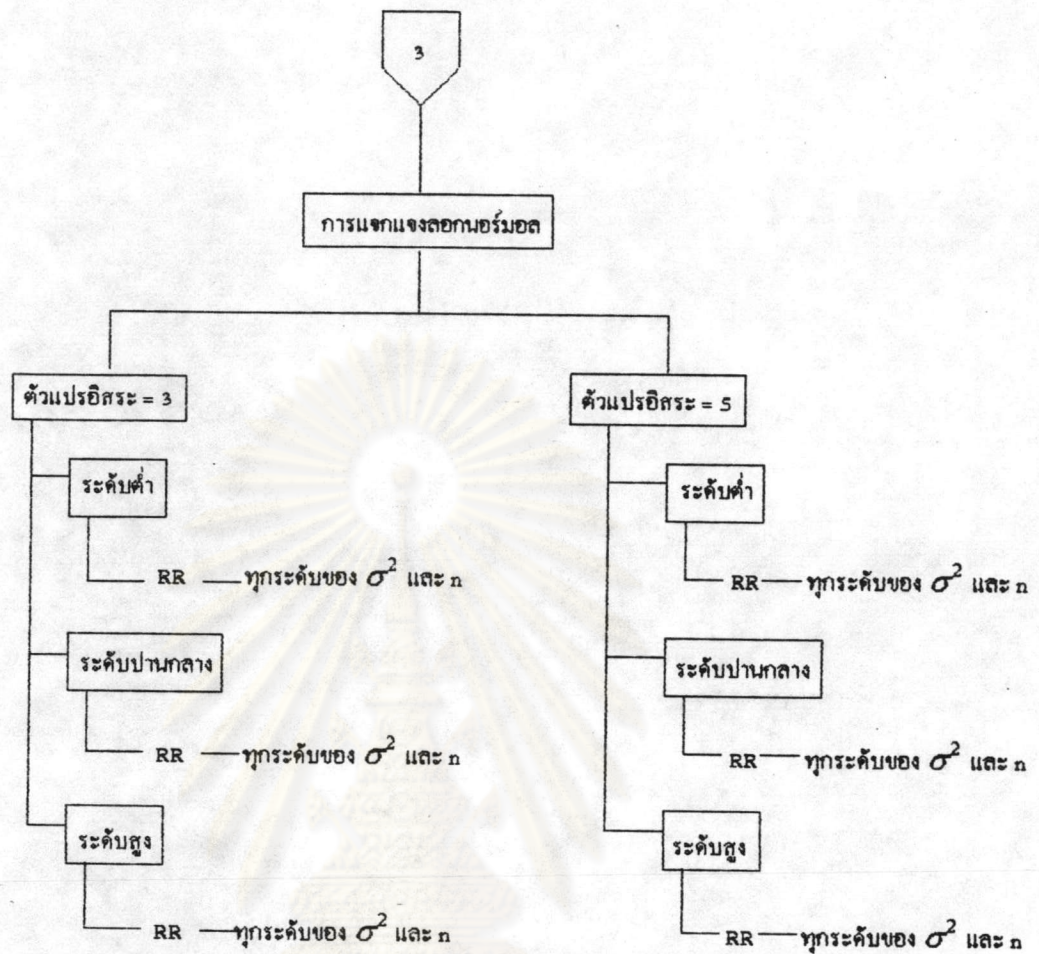 3
การแจกแจงลอกนอร์มอล
ตัวแปรอิสระ = 3
ระดับต่ำ
RR ทุกระดับของ σ² และ n
ระดับปานกลาง
RR ทุกระดับของ σ² และ n
ระดับสูง
RR ทุกระดับของ σ² และ n
ตัวแปรอิสระ = 5
ระดับต่ำ
RR ทุกระดับของ σ² และ n
ระดับปานกลาง
RR ทุกระดับของ σ² และ n
ระดับสูง
RR ทุกระดับของ σ² และ n